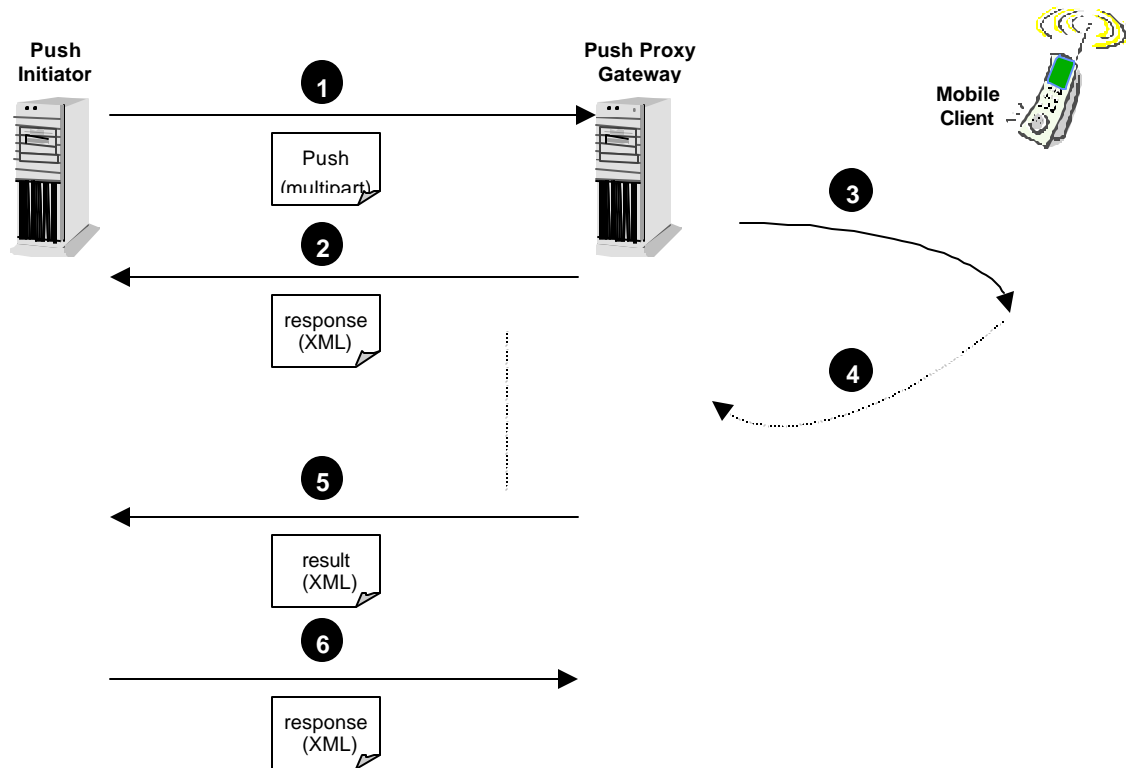 Push
Initiator
Push Proxy
Gateway
Mobile
Client
1
Push
(multipart)
3
2
response
(XML)
4
5
result
(XML)
6
response
(XML)